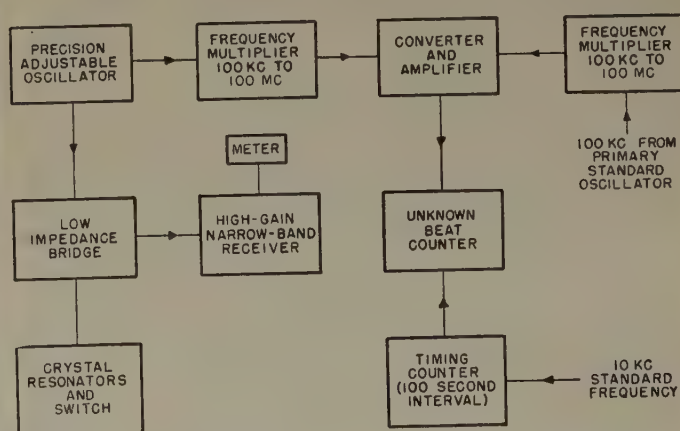 PRECISION
ADJUSTABLE
OSCILLATOR
FREQUENCY
MULTIPLIER
100 KC TO
100 MC
CONVERTER
AND
AMPLIFIER
FREQUENCY
MULTIPLIER
100 KC TO
100 MC
100 KC FROM
PRIMARY
STANDARD
OSCILLATOR
METER
LOW
IMPEDANCE
BRIDGE
HIGH-GAIN
NARROW-BAND
RECEIVER
UNKNOWN
BEAT
COUNTER
CRYSTAL
RESONATORS
AND
SWITCH
TIMING
COUNTER
(100 SECOND
INTERVAL)
10 KC
STANDARD
FREQUENCY